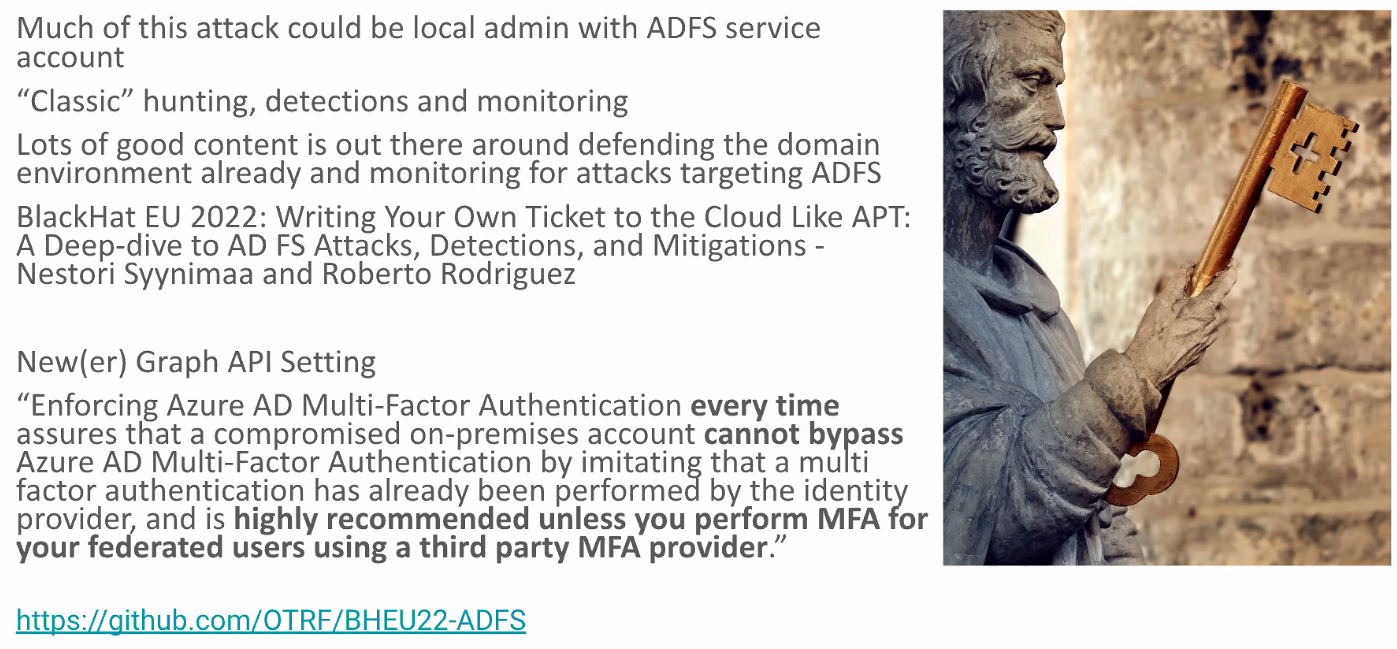 Much of this attack could be local admin with ADFS service
account
“Classic” hunting, detections and monitoring
Lots of good content is out there around defending the domain
environment already and monitoring for attacks targeting ADFS
BlackHat EU 2022: Writing Your Own Ticket to the Cloud Like APT:
A Deep-dive to AD FS Attacks, Detections, and Mitigations -
Nestori Syynimaa and Roberto Rodriguez
New(er) Graph API Setting
“Enforcing Azure AD Multi-Factor Authentication every time
assures that a compromised on-premises account cannot bypass
Azure AD Multi-Factor Authentication by imitating that a multi
factor authentication has already been performed by the identity
provider, and is highly recommended unless you perform MFA for
your federated users using a third party MFA provider.”
https://github.com/OTRF/BHEU22-ADFS